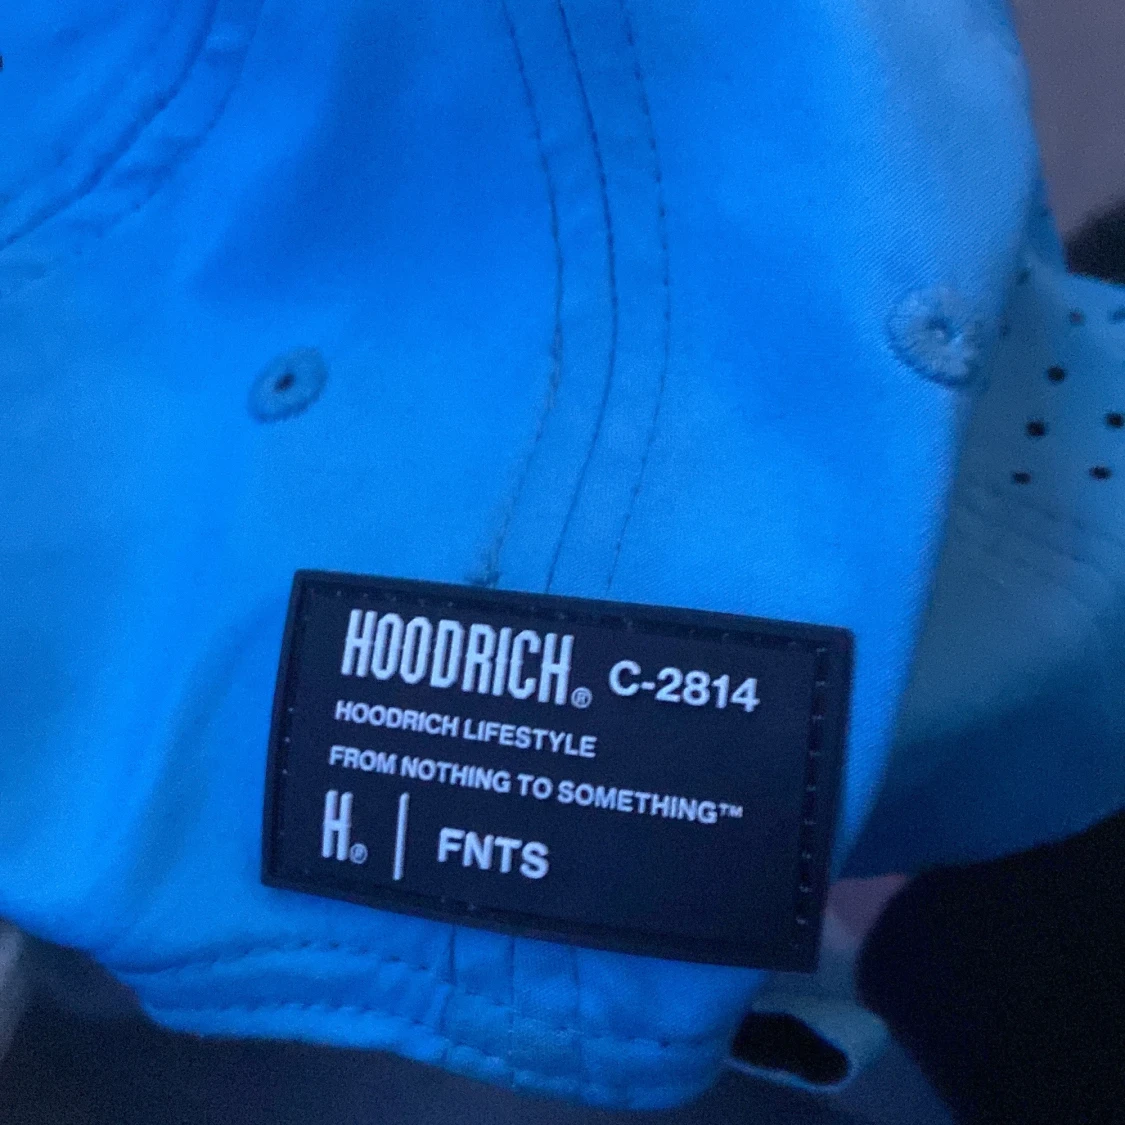 HOODRICH® C-2814
HOODRICH LIFESTYLE
FROM NOTHING TO SOMETHING™
H® | FNTS